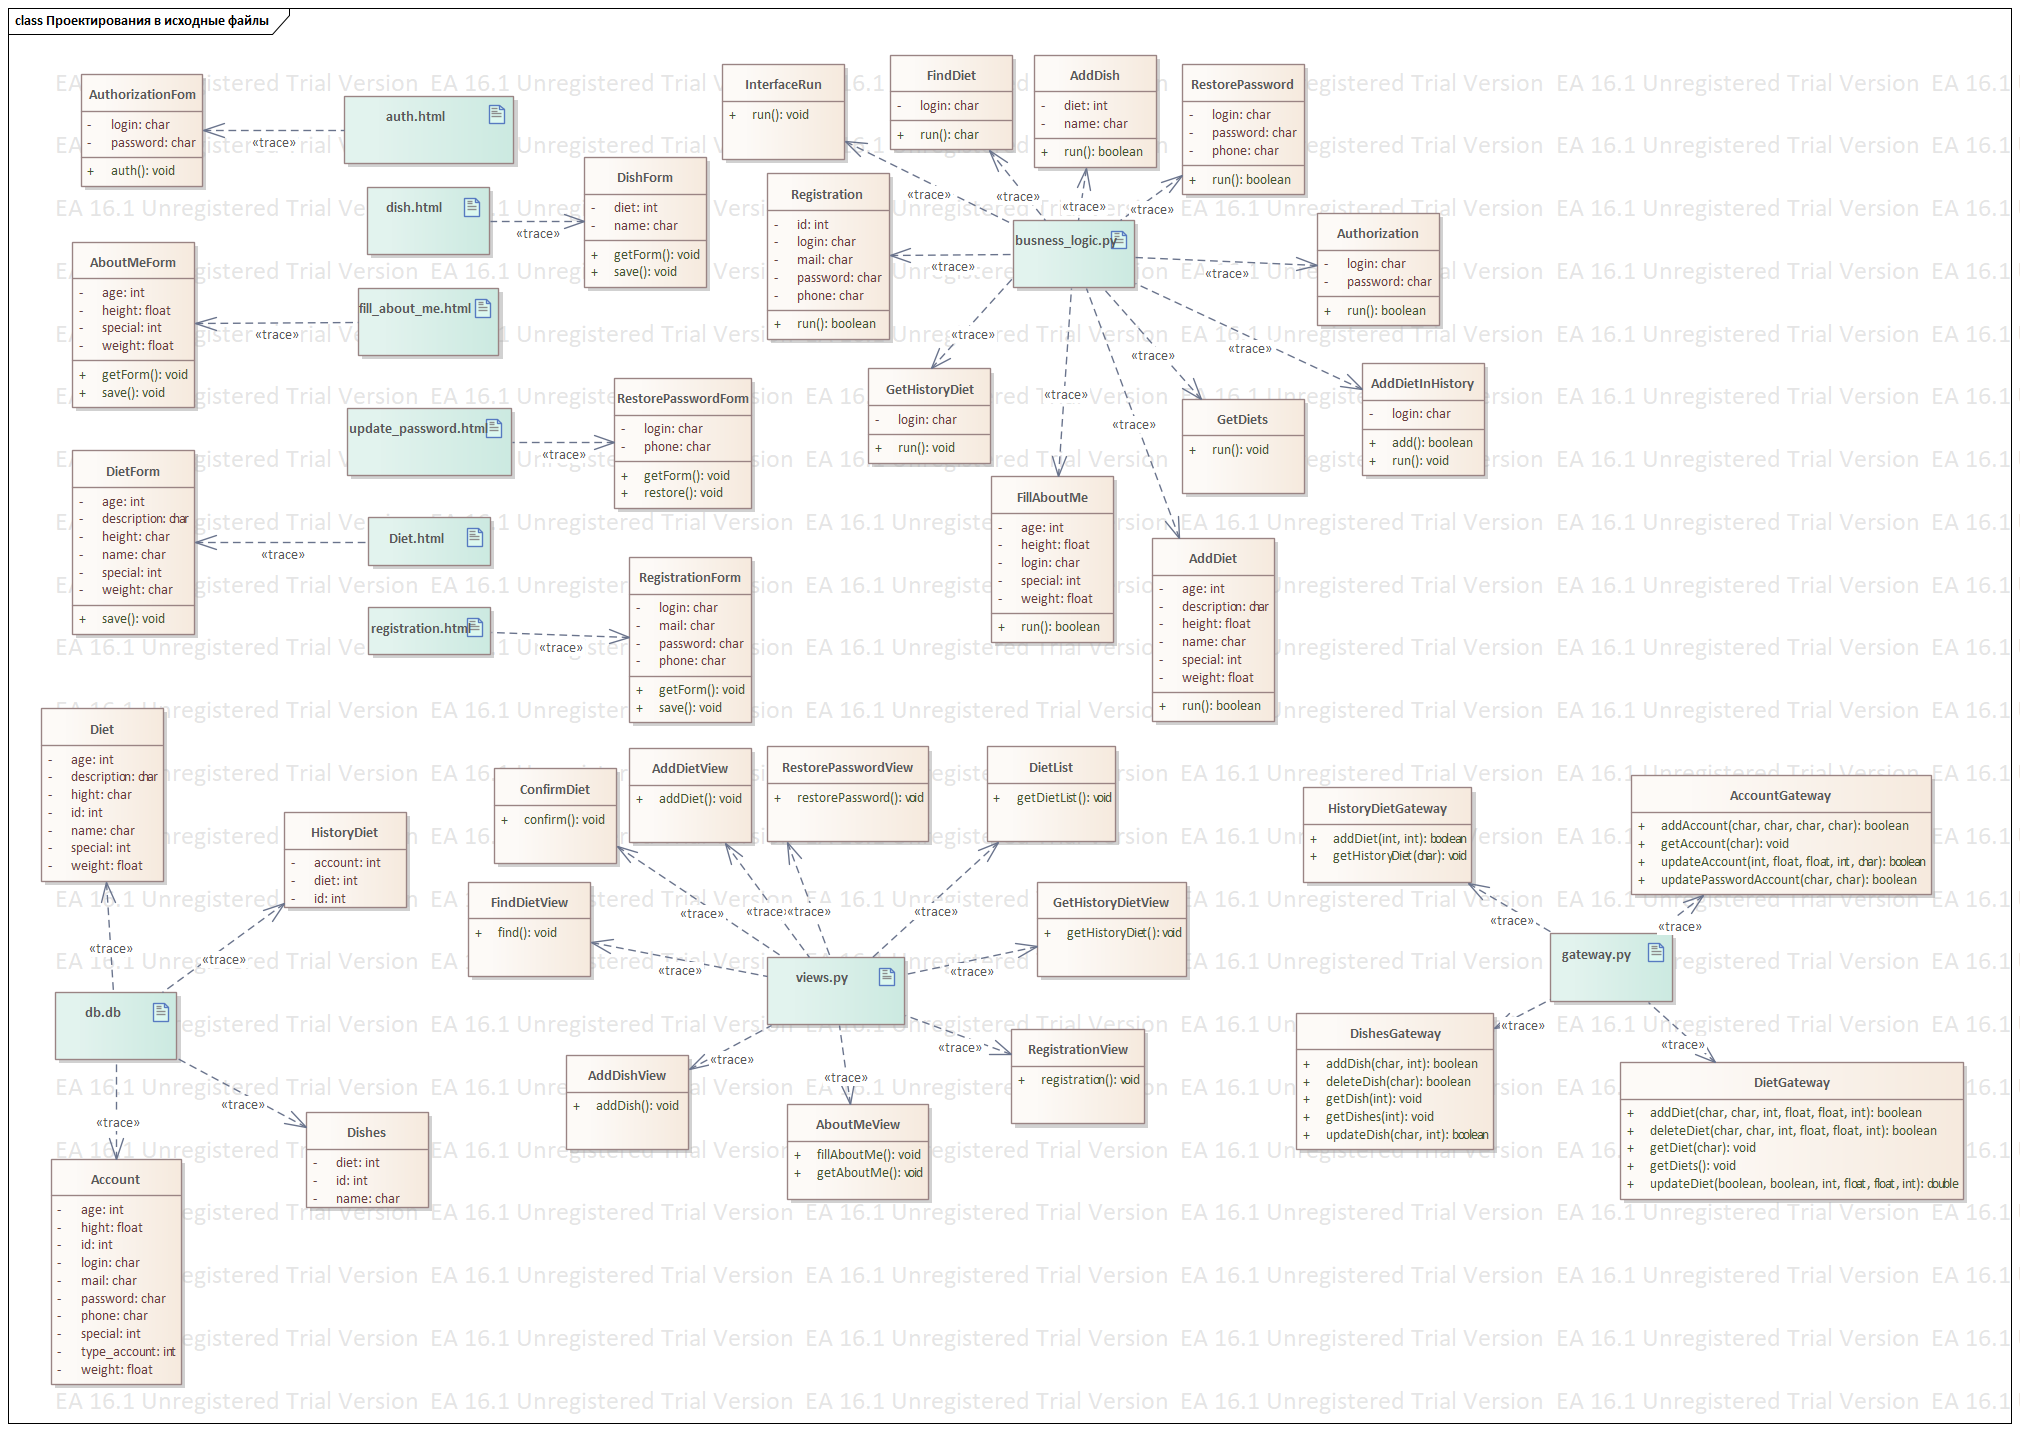 class Проектирования в исходные файлы
AuthorizationFom
- login: char
- password: char
+ auth(): void
auth.html
«trace»
dish.html
«trace»
DishForm
- diet: int
- name: char
+ getForm(): void
+ save(): void
AboutMeForm
- age: int
- height: float
- special: int
- weight: float
+ getForm(): void
+ save(): void
fill_about_me.html
«trace»
update_password.html
«trace»
RestorePasswordForm
- login: char
- phone: char
+ getForm(): void
+ restore(): void
DietForm
- age: int
- description: char
- height: char
- name: char
- special: int
- weight: char
+ save(): void
Diet.html
«trace»
registration.html
«trace»
RegistrationForm
- login: char
- mail: char
- password: char
- phone: char
+ getForm(): void
+ save(): void
InterfaceRun
+ run(): void
FindDiet
- login: char
+ run(): char
AddDish
- diet: int
- name: char
+ run(): boolean
RestorePassword
- login: char
- password: char
- phone: char
+ run(): boolean
Registration
- id: int
- login: char
- mail: char
- password: char
- phone: char
+ run(): boolean
«trace»
«trace»
«trace»
«trace»
busness_logic.py
«trace»
«trace»
Authorization
- login: char
- password: char
+ run(): boolean
«trace»
«trace»
«trace»
«trace»
«trace»
GetHistoryDiet
- login: char
+ run(): void
GetDiets
+ run(): void
AddDietInHistory
- login: char
+ add(): boolean
+ run(): void
FillAboutMe
- age: int
- height: float
- login: char
- special: int
- weight: float
+ run(): boolean
AddDiet
- age: int
- description: char
- height: float
- name: char
- special: int
- weight: float
+ run(): boolean
Diet
- age: int
- description: char
- hight: char
- id: int
- name: char
- special: int
- weight: float
HistoryDiet
- account: int
- diet: int
- id: int
«trace»
«trace»
db.db
«trace»
«trace»
Dishes
- diet: int
- id: int
- name: char
Account
- age: int
- hight: float
- id: int
- login: char
- mail: char
- password: char
- phone: char
- special: int
- type_account: int
- weight: float
ConfirmDiet
+ confirm(): void
AddDietView
+ addDiet(): void
RestorePasswordView
+ restorePassword(): void
DietList
+ getDietList(): void
FindDietView
+ find(): void
GetHistoryDietView
+ getHistoryDiet(): void
«trace»
«trace»
«trace»
«trace»
«trace»
«trace»
views.py
«trace»
«trace»
«trace»
AddDishView
+ addDish(): void
AboutMeView
+ fillAboutMe(): void
+ getAboutMe(): void
RegistrationView
+ registration(): void
HistoryDietGateway
+ addDiet(int, int): boolean
+ getHistoryDiet(char): void
AccountGateway
+ addAccount(char, char, char, char): boolean
+ getAccount(char): void
+ updateAccount(int, float, float, int, char): boolean
+ updatePasswordAccount(char, char): boolean
«trace»
«trace»
gateway.py
«trace»
«trace»
DishesGateway
+ addDish(char, int): boolean
+ deleteDish(char): boolean
+ getDish(int): void
+ getDishes(int): void
+ updateDish(char, int): boolean
DietGateway
+ addDiet(char, char, int, float, float, int): boolean
+ deleteDiet(char, char, int, float, float, int): boolean
+ getDiet(char): void
+ getDiets(): void
+ updateDiet(boolean, boolean, int, float, float, int): double
EA 16.1 Unregistered Trial Version